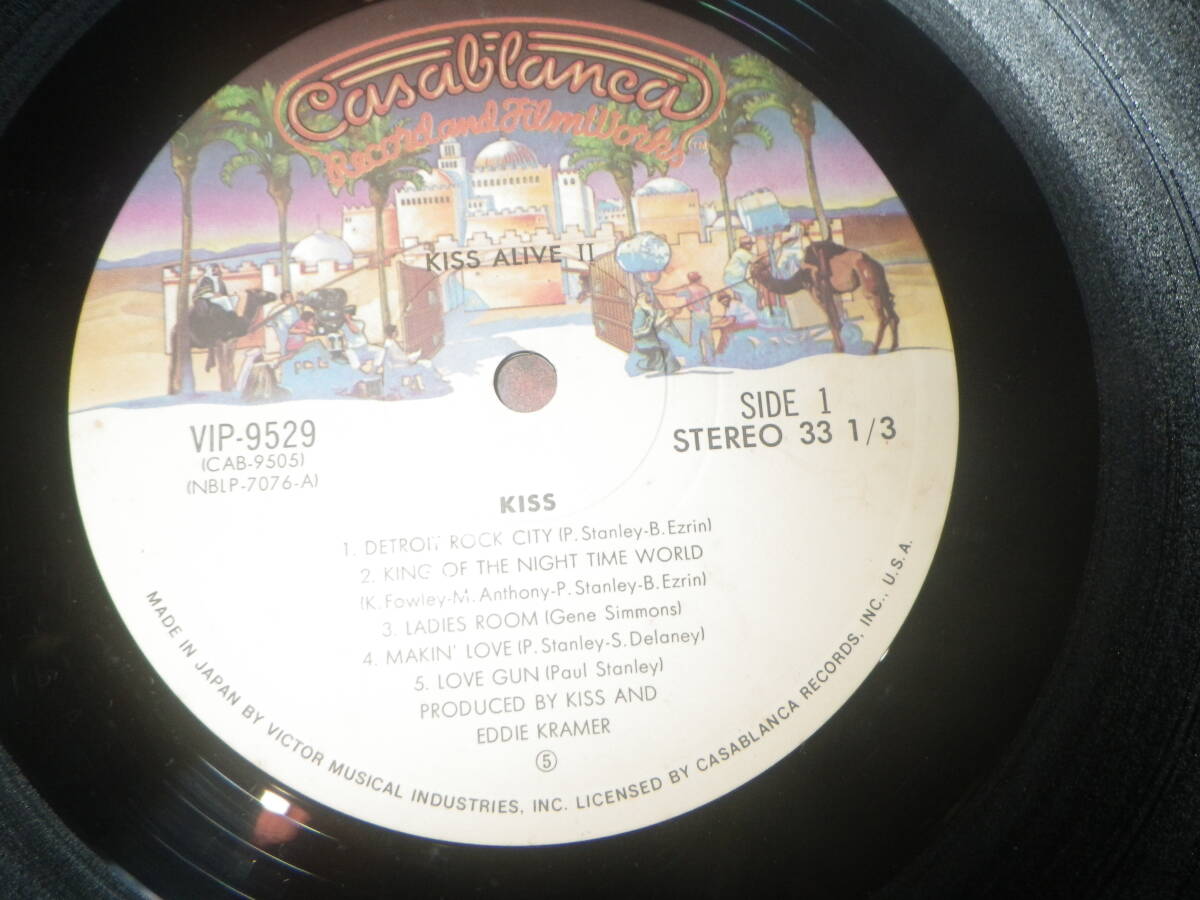 Casablanca
Record and FilmWorks™
KISS ALIVE II
VIP-9529
(CAB-9505)
(NBLP-7076-A)
SIDE 1
STEREO 33 1/3
KISS
1. DETROIT ROCK CITY (P. Stanley-B. Ezrin)
2. KING OF THE NIGHT TIME WORLD
(K. Fowley-M. Anthony-P. Stanley-B. Ezrin)
3. LADIES ROOM (Gene Simmons)
4. MAKIN' LOVE (P. Stanley-S. Delaney)
5. LOVE GUN (Paul Stanley)
PRODUCED BY KISS AND
EDDIE KRAMER
⑤
MADE IN JAPAN BY VICTOR MUSICAL INDUSTRIES, INC. LICENSED BY CASABLANCA RECORDS, INC., U.S.A.